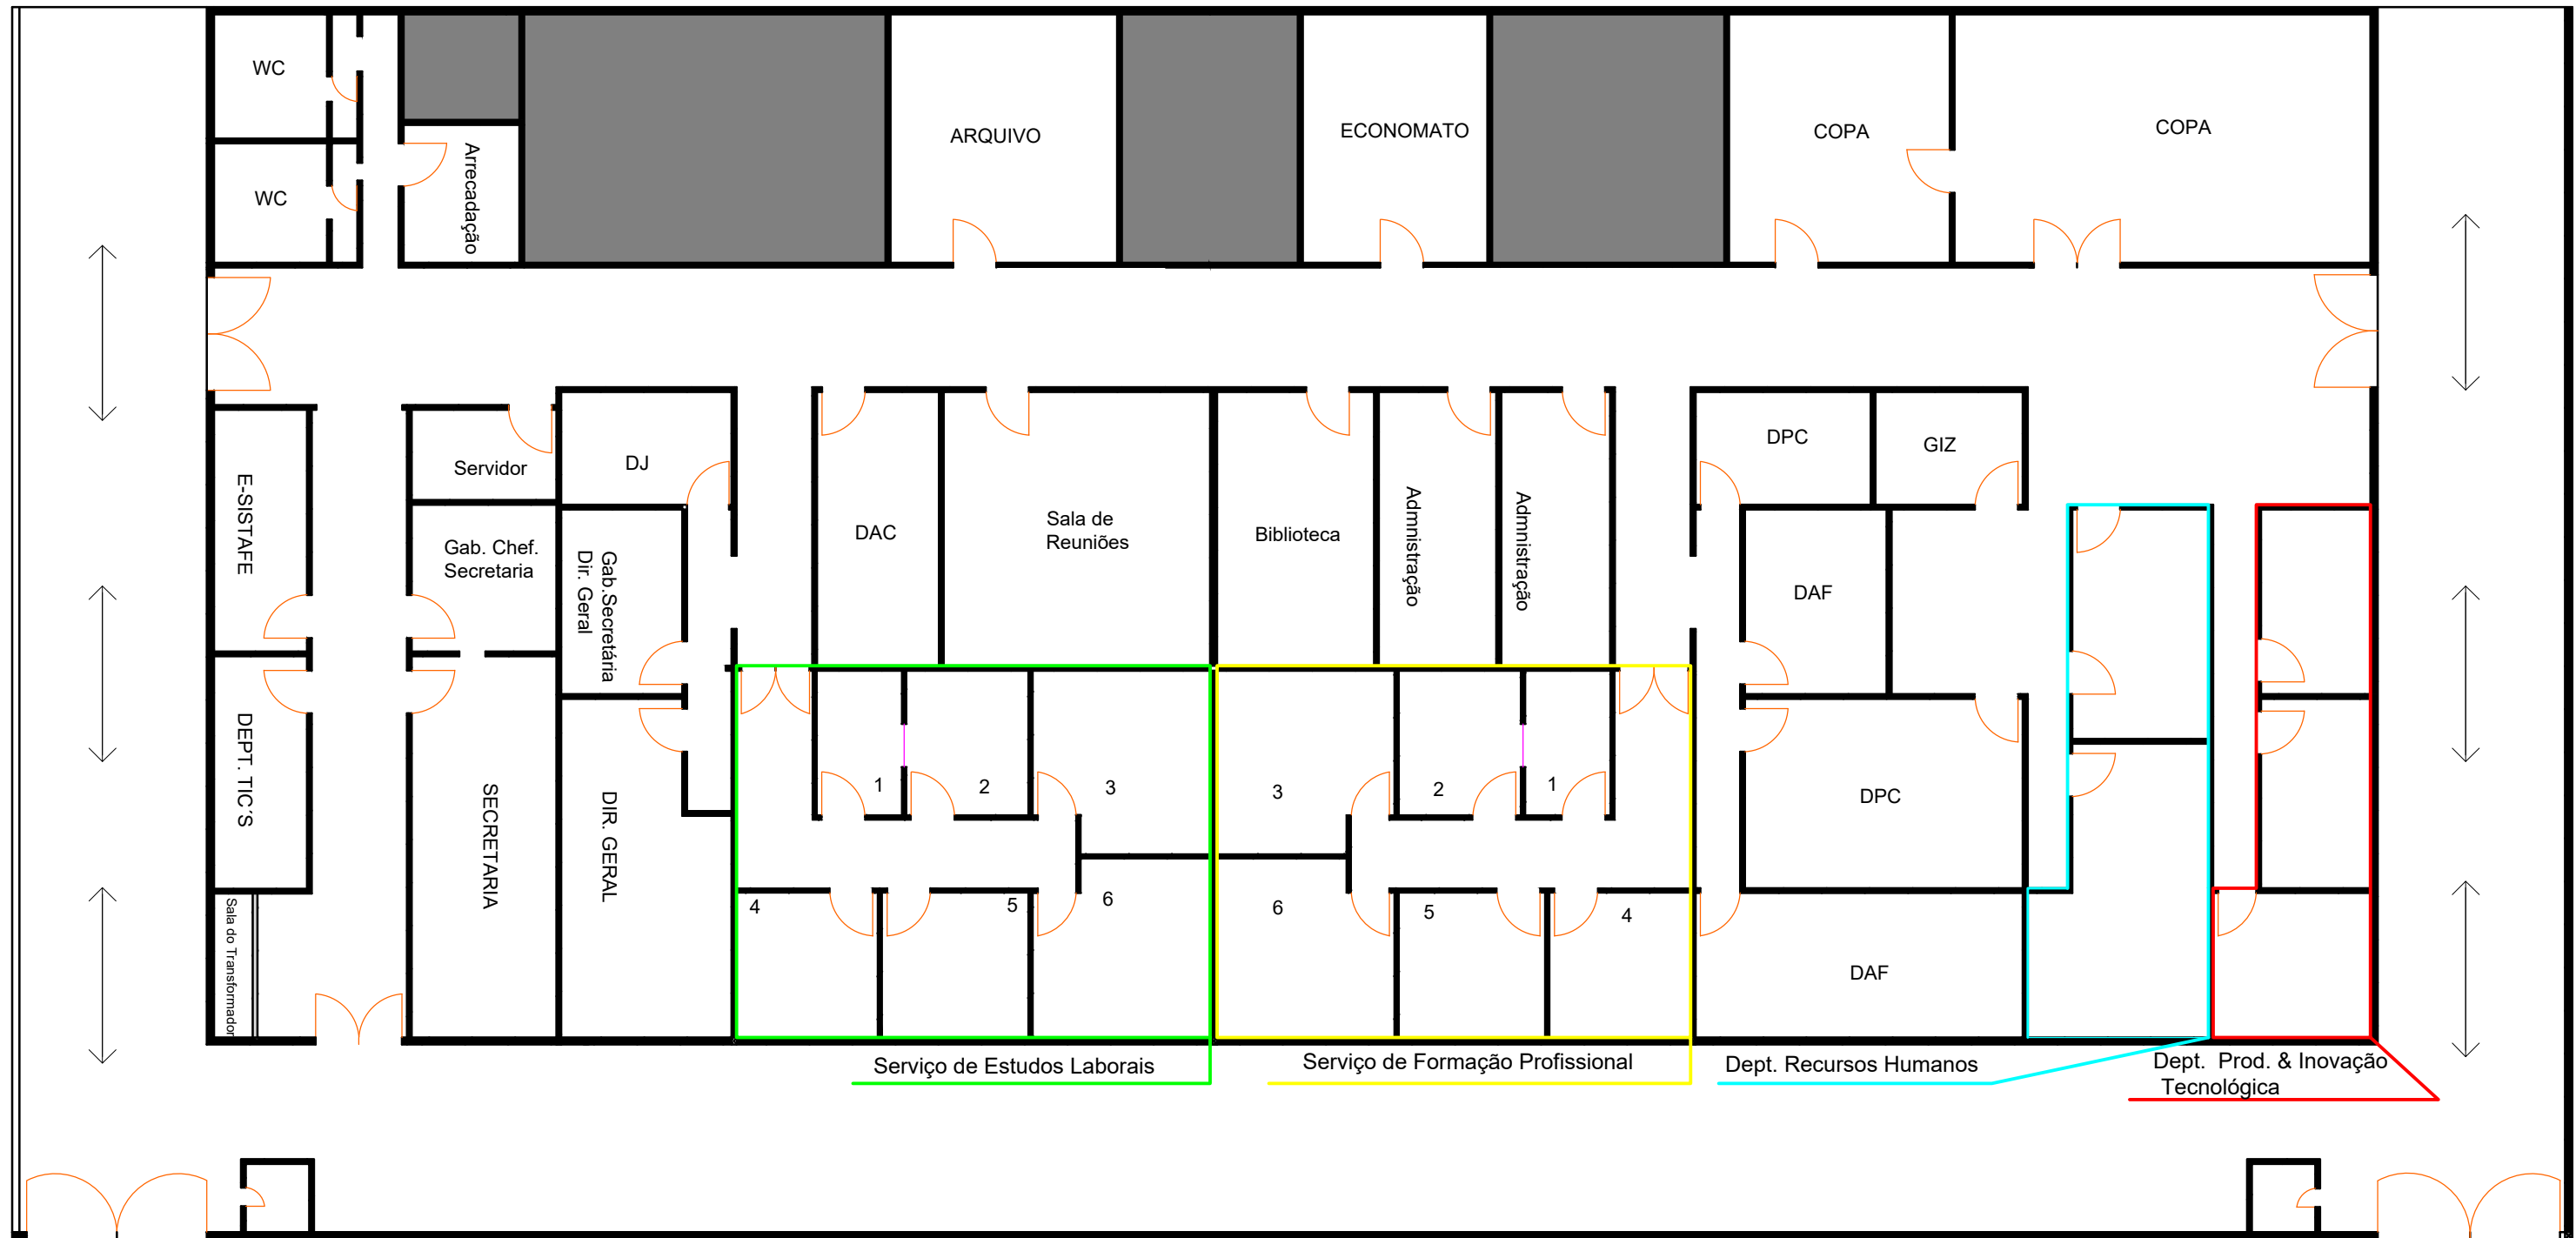 WC
ARQUIVO
ECONOMATO
COPA
COPA
WC
Arrecadação
Servidor
DJ
DPC
GIZ
E-SISTAFE
Gab. Chef.
Secretaria
Gab.Secretária
Dir. Geral
DAC
Sala de
Reuniões
Biblioteca
Admnistração
Admnistração
DAF
DEPT. TIC'S
SECRETARIA
DIR. GERAL
1
2
3
3
2
1
DPC
4
5
6
6
5
4
DAF
Sala do Transformador
Serviço de Estudos Laborais
Serviço de Formação Profissional
Dept. Recursos Humanos
Dept. Prod. & Inovação
Tecnológica